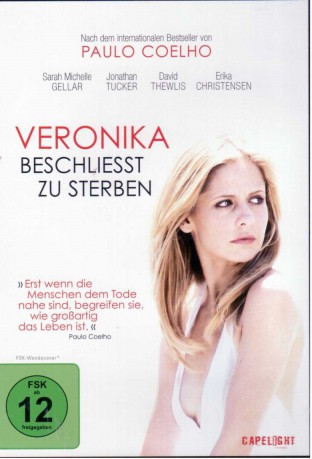 Nach dem internationalen Bestseller von
PAULO COELHO
Sarah Michelle GELLAR
Jonathan TUCKER
David THEWLIS
Erika CHRISTENSEN
VERONIKA
BESCHLIESST
ZU STERBEN
»Erst wenn die
Menschen dem Tode
nahe sind, begreifen sie,
wie großartig
das Leben ist.«
Paulo Coelho
FSK-Wendecover*
FSK
ab
12
freigegeben
CAPELIGHT